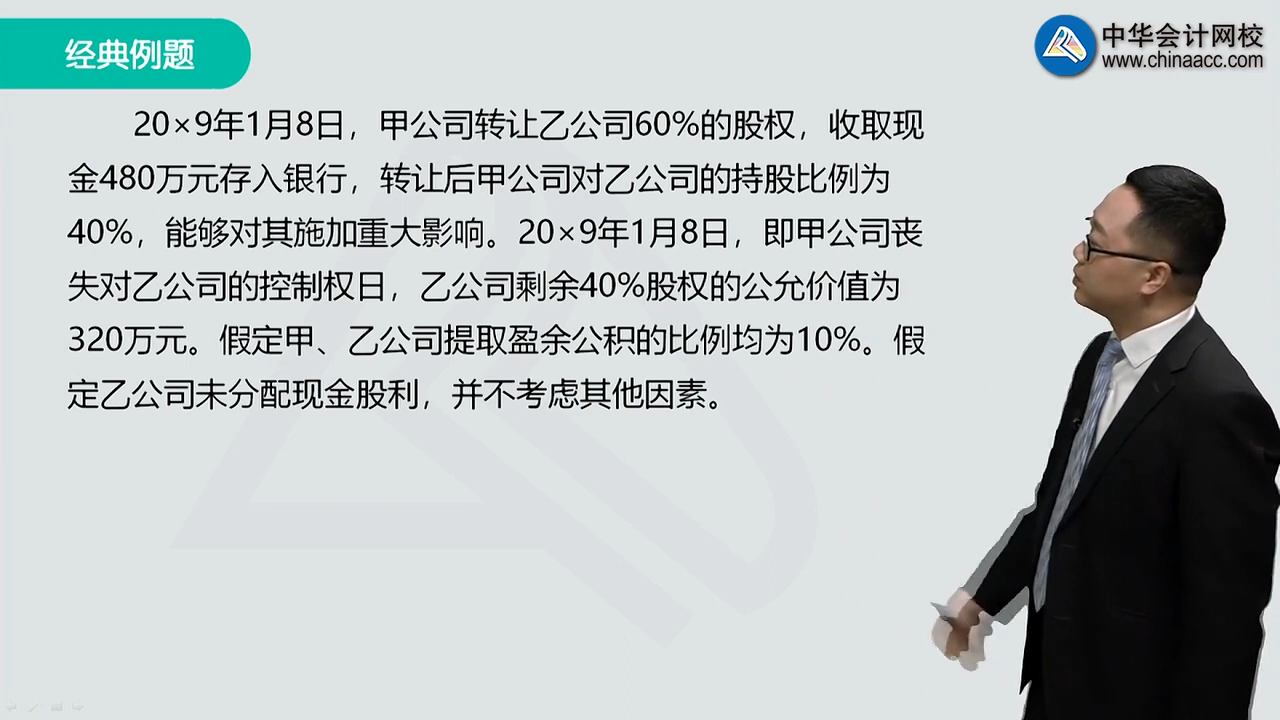 经典例题
中华会计网校
www.chinaacc.com
20×9年1月8日，甲公司转让乙公司60%的股权，收取现
金480万元存入银行，转让后甲公司对乙公司的持股比例为
40%，能够对其施加重大影响。20×9年1月8日，即甲公司丧
失对乙公司的控制权日，乙公司剩余40%股权的公允价值为
320万元。假定甲、乙公司提取盈余公积的比例均为10%。假
定乙公司未分配现金股利，并不考虑其他因素。